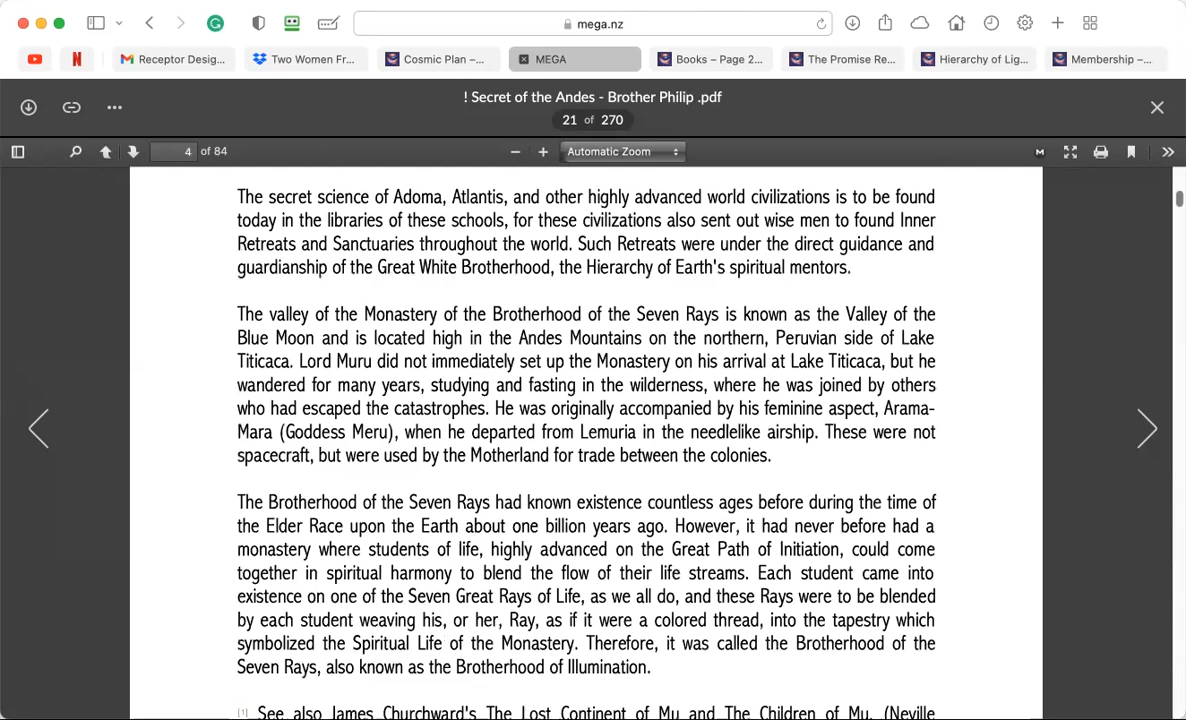 mega.nz
Receptor Desig...
Two Women Fr...
Cosmic Plan –...
MEGA
Books – Page 2...
The Promise Re...
Hierarchy of Lig...
Membership –...
! Secret of the Andes - Brother Philip .pdf
21 of 270
4 of 84
Automatic Zoom
The secret science of Adoma, Atlantis, and other highly advanced world civilizations is to be found
today in the libraries of these schools, for these civilizations also sent out wise men to found Inner
Retreats and Sanctuaries throughout the world. Such Retreats were under the direct guidance and
guardianship of the Great White Brotherhood, the Hierarchy of Earth's spiritual mentors.
The valley of the Monastery of the Brotherhood of the Seven Rays is known as the Valley of the
Blue Moon and is located high in the Andes Mountains on the northern, Peruvian side of Lake
Titicaca. Lord Muru did not immediately set up the Monastery on his arrival at Lake Titicaca, but he
wandered for many years, studying and fasting in the wilderness, where he was joined by others
who had escaped the catastrophes. He was originally accompanied by his feminine aspect, Arama-
Mara (Goddess Meru), when he departed from Lemuria in the needlelike airship. These were not
spacecraft, but were used by the Motherland for trade between the colonies.
The Brotherhood of the Seven Rays had known existence countless ages before during the time of
the Elder Race upon the Earth about one billion years ago. However, it had never before had a
monastery where students of life, highly advanced on the Great Path of Initiation, could come
together in spiritual harmony to blend the flow of their life streams. Each student came into
existence on one of the Seven Great Rays of Life, as we all do, and these Rays were to be blended
by each student weaving his, or her, Ray, as if it were a colored thread, into the tapestry which
symbolized the Spiritual Life of the Monastery. Therefore, it was called the Brotherhood of the
Seven Rays, also known as the Brotherhood of Illumination.
[1] See also James Churchward's The Lost Continent of Mu and The Children of Mu. (Neville